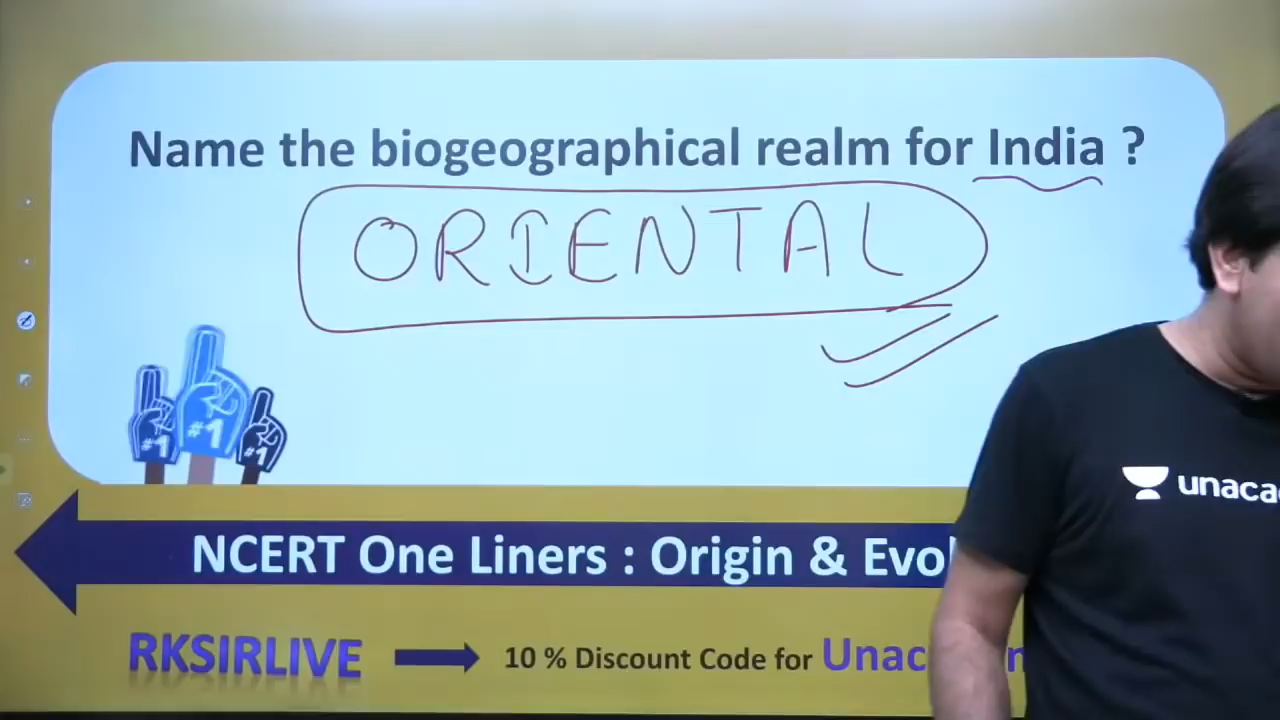 Name the biogeographical realm for India ?
ORIENTAL
#1 #1 #1
unaca
NCERT One Liners : Origin & Evol
RKSIRLIVE 10 % Discount Code for Unac